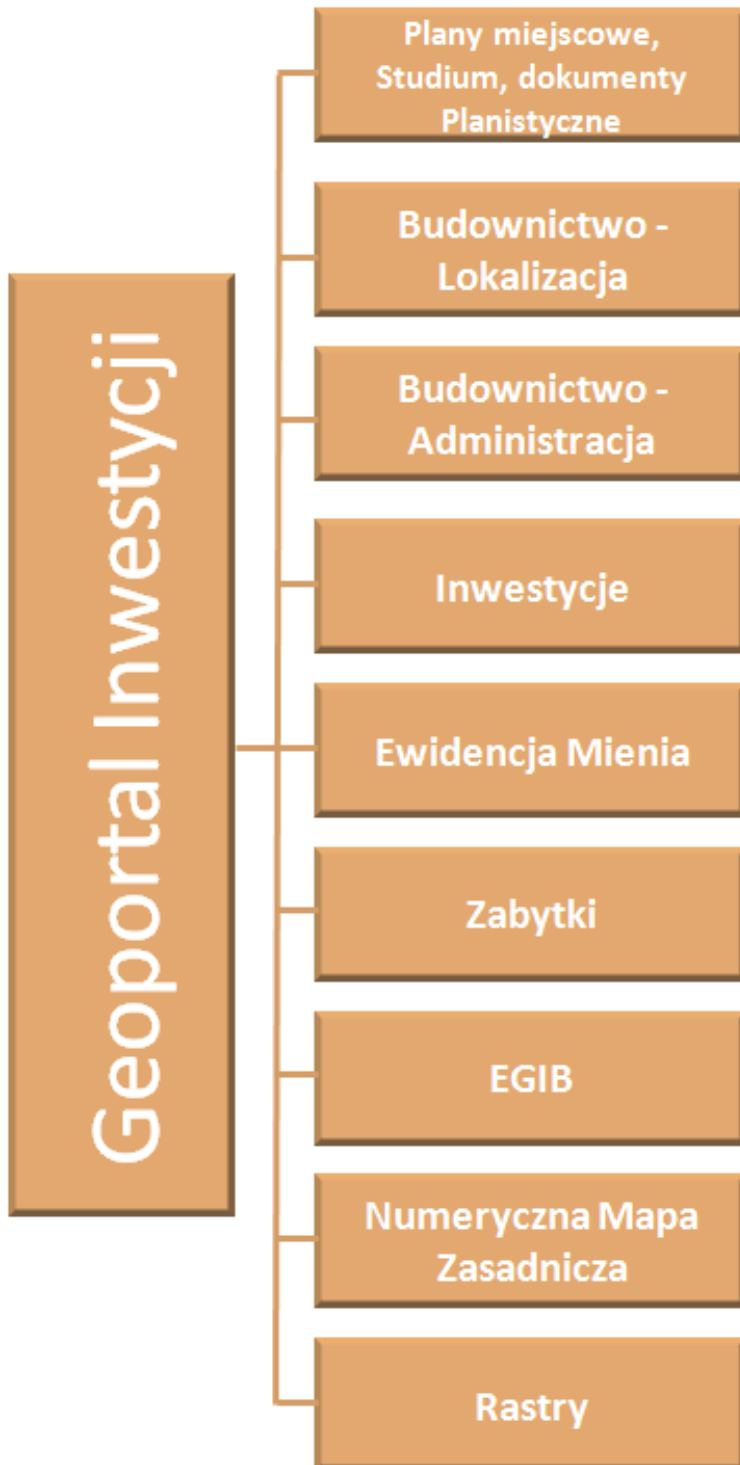 Geoportal Inwestycji
Plany miejscowe,
Studium, dokumenty
Planistyczne
Budownictwo -
Lokalizacja
Budownictwo -
Administracja
Inwestycje
Ewidencja Mienia
Zabytki
EGIB
Numeryczna Mapa
Zasadnicza
Rastry